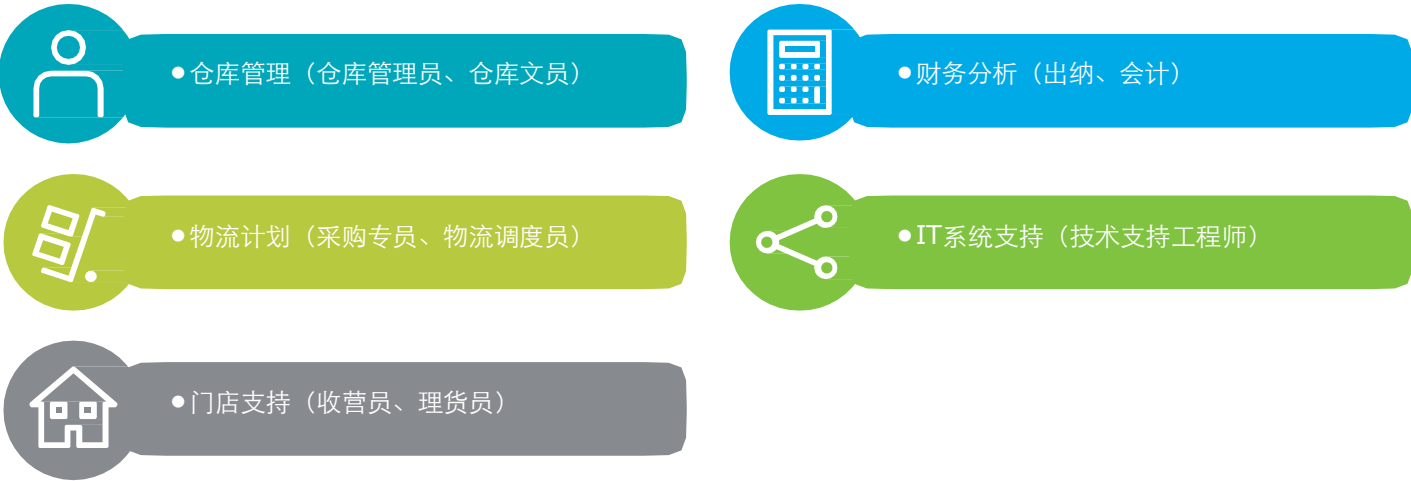 •仓库管理（仓库管理员、仓库文员）
•财务分析（出纳、会计）
•物流计划（采购专员、物流调度员）
•IT系统支持（技术支持工程师）
•门店支持（收营员、理货员）